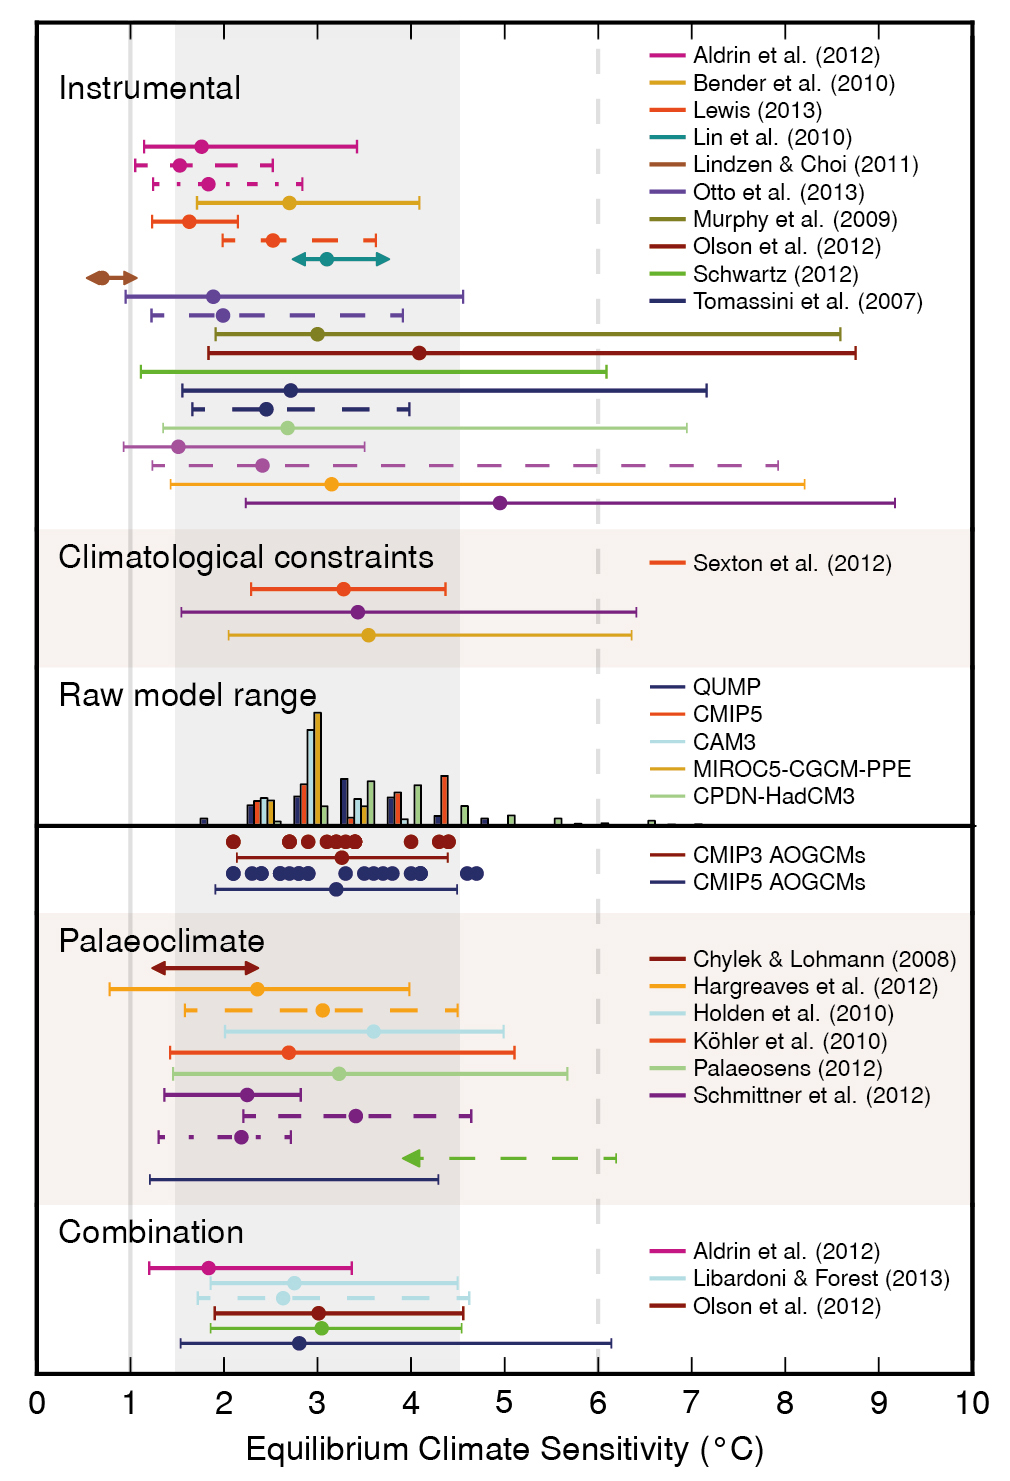 Instrumental
Aldrin et al. (2012)
Bender et al. (2010)
Lewis (2013)
Lin et al. (2010)
Lindzen & Choi (2011)
Otto et al. (2013)
Murphy et al. (2009)
Olson et al. (2012)
Schwartz (2012)
Tomassini et al. (2007)
Climatological constraints
Sexton et al. (2012)
Raw model range
QUMP
CMIP5
CAM3
MIROC5-CGCM-PPE
CPDN-HadCM3
CMIP3 AOGCMs
CMIP5 AOGCMs
Palaeoclimate
Chylek & Lohmann (2008)
Hargreaves et al. (2012)
Holden et al. (2010)
Köhler et al. (2010)
Palaeosens (2012)
Schmittner et al. (2012)
Combination
Aldrin et al. (2012)
Libardoni & Forest (2013)
Olson et al. (2012)
0 1 2 3 4 5 6 7 8 9 10
Equilibrium Climate Sensitivity (°C)